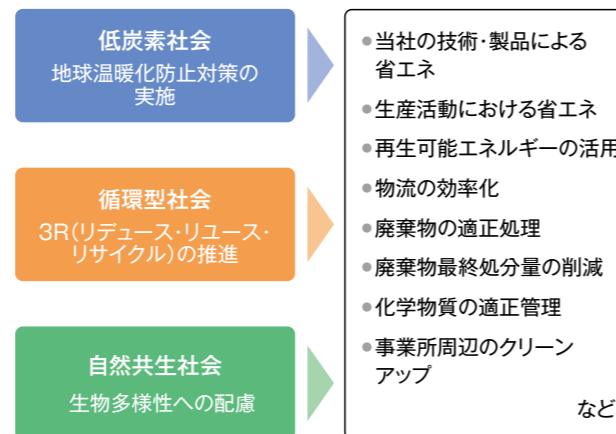 低炭素社会
地球温暖化防止対策の
実施
循環型社会
3R(リデュース・リユース・
リサイクル)の推進
自然共生社会
生物多様性への配慮
●当社の技術・製品による
省エネ
●生産活動における省エネ
●再生可能エネルギーの活用
●物流の効率化
●廃棄物の適正処理
●廃棄物最終処分量の削減
●化学物質の適正管理
●事業所周辺のクリーン
アップ
など